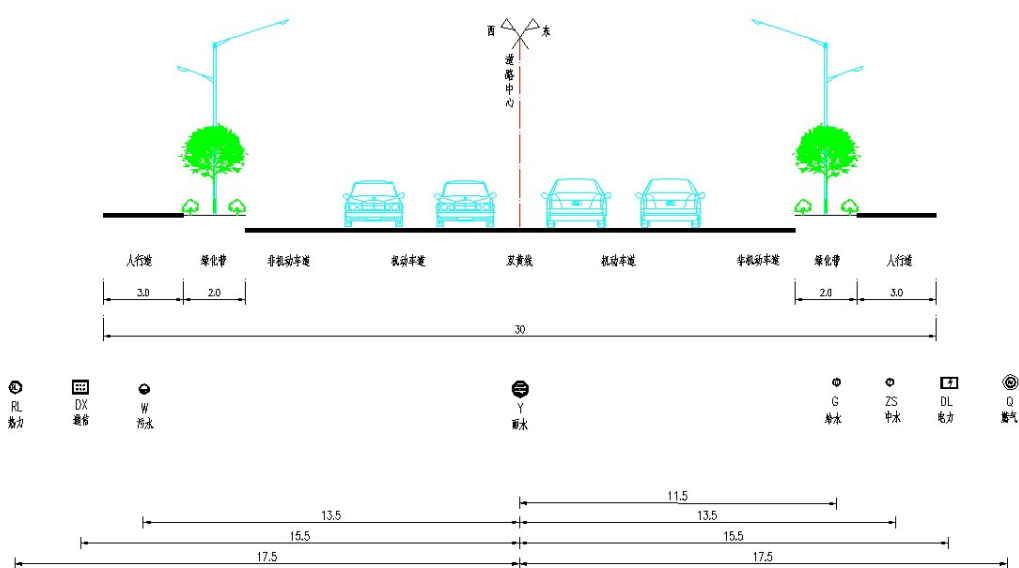 西 东
道路中心
人行道 绿化带 非机动车道 机动车道 双黄线 机动车道 非机动车道 绿化带 人行道
3.0 2.0 2.0 3.0
30
RL DX W Y G ZS DL Q
热力 通信 污水 雨水 给水 中水 电力 燃气
11.5
13.5 13.5
15.5 15.5
17.5 17.5